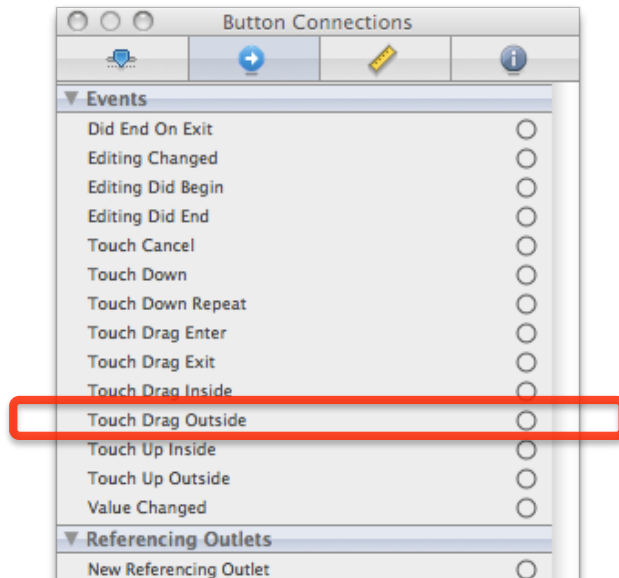 Button Connections
Events
Did End On Exit
Editing Changed
Editing Did Begin
Editing Did End
Touch Cancel
Touch Down
Touch Down Repeat
Touch Drag Enter
Touch Drag Exit
Touch Drag Inside
Touch Drag Outside
Touch Up Inside
Touch Up Outside
Value Changed
Referencing Outlets
New Referencing Outlet